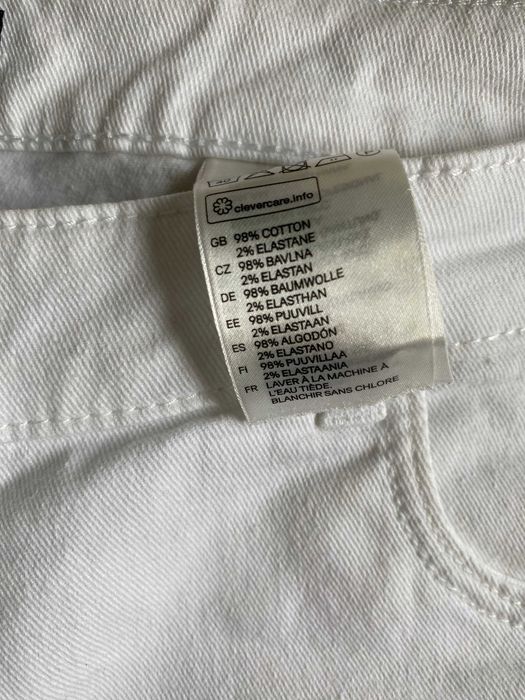 clevercare.info
GB 98% COTTON
2% ELASTANE
CZ 98% BAVLNA
2% ELASTAN
DE 98% BAUMWOLLE
2% ELASTHAN
EE 98% PUUVILL
2% ELASTAAN
ES 98% ALGODÓN
2% ELASTANO
FI 98% PUUVILLAA
2% ELASTAANIA
FR LAVER À LA MACHINE À
L'EAU TIÈDE.
BLANCHIR SANS CHLORE